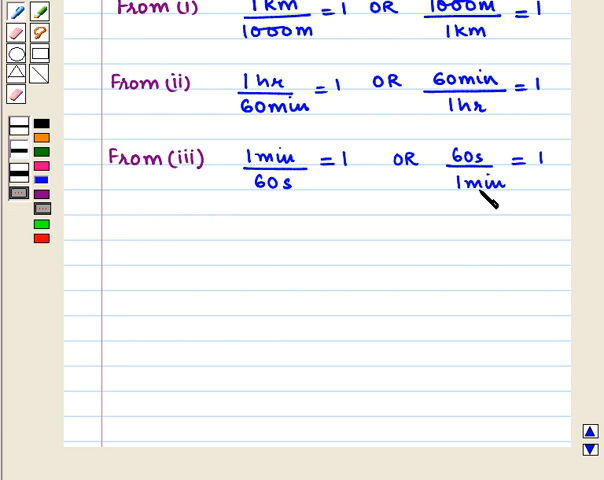 From (i) 1km/1000m = 1 OR 1000m/1km = 1
From (ii) 1hr/60min = 1 OR 60min/1hr = 1
From (iii) 1min/60s = 1 OR 60s/1min = 1